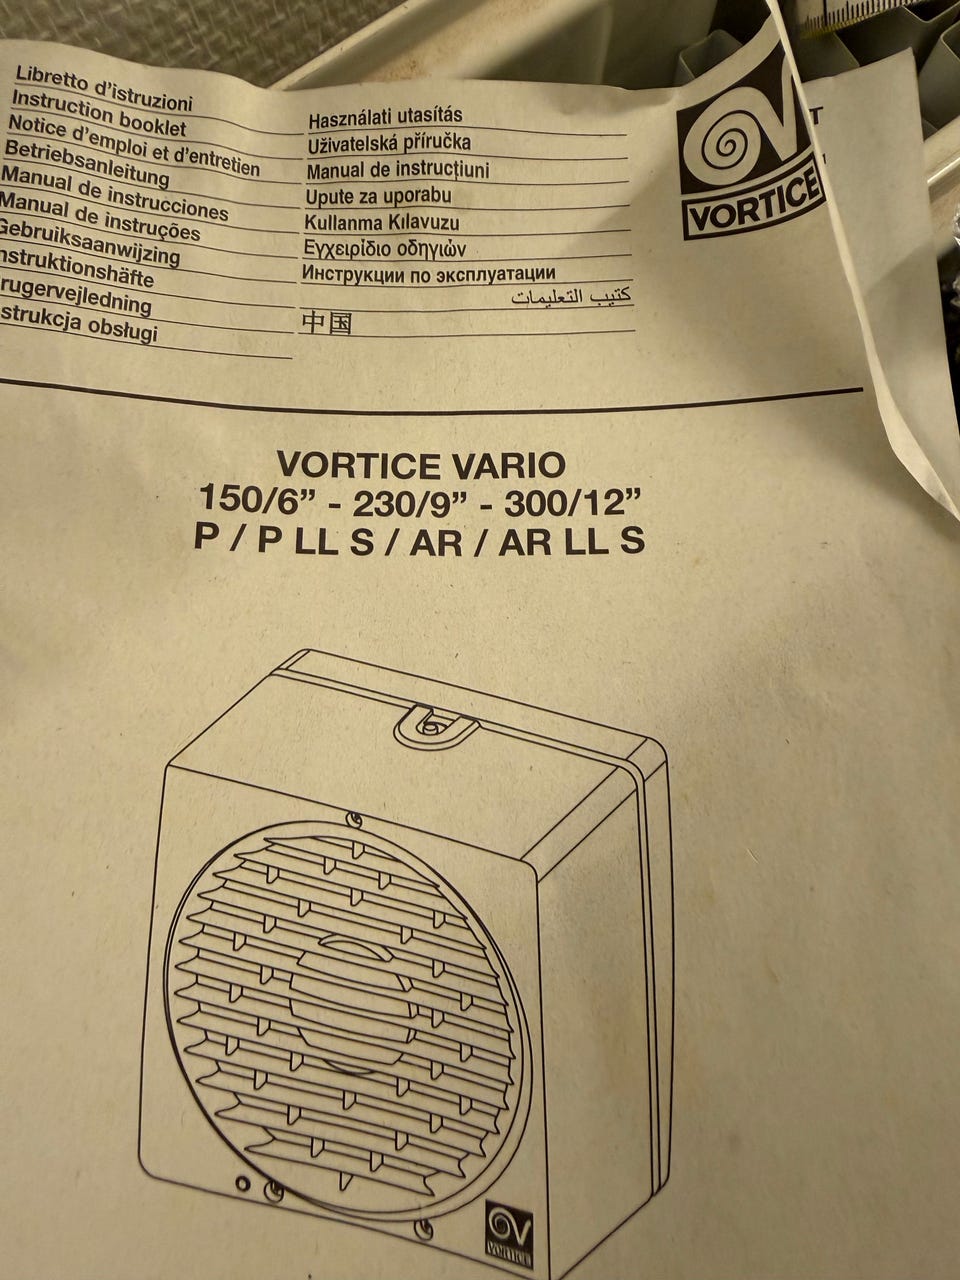 Libretto d'istruzioni
Instruction booklet
Notice d'emploi et d'entretien
Betriebsanleitung
Manual de instrucciones
Manual de instruções
Gebruiksaanwijzing
nstruktionshäfte
rugervejledning
strukcja obsługi
Használati utasítás
Uživatelská příručka
Manual de instrucțiuni
Upute za uporabu
Kullanma Kılavuzu
Εγχειρίδιο οδηγιών
Инструкции по эксплуатации
كتيب التعليمات
中国
VORTICE
T
VORTICE VARIO
150/6” - 230/9” - 300/12”
P / P LL S / AR / AR LL S
VORTICE